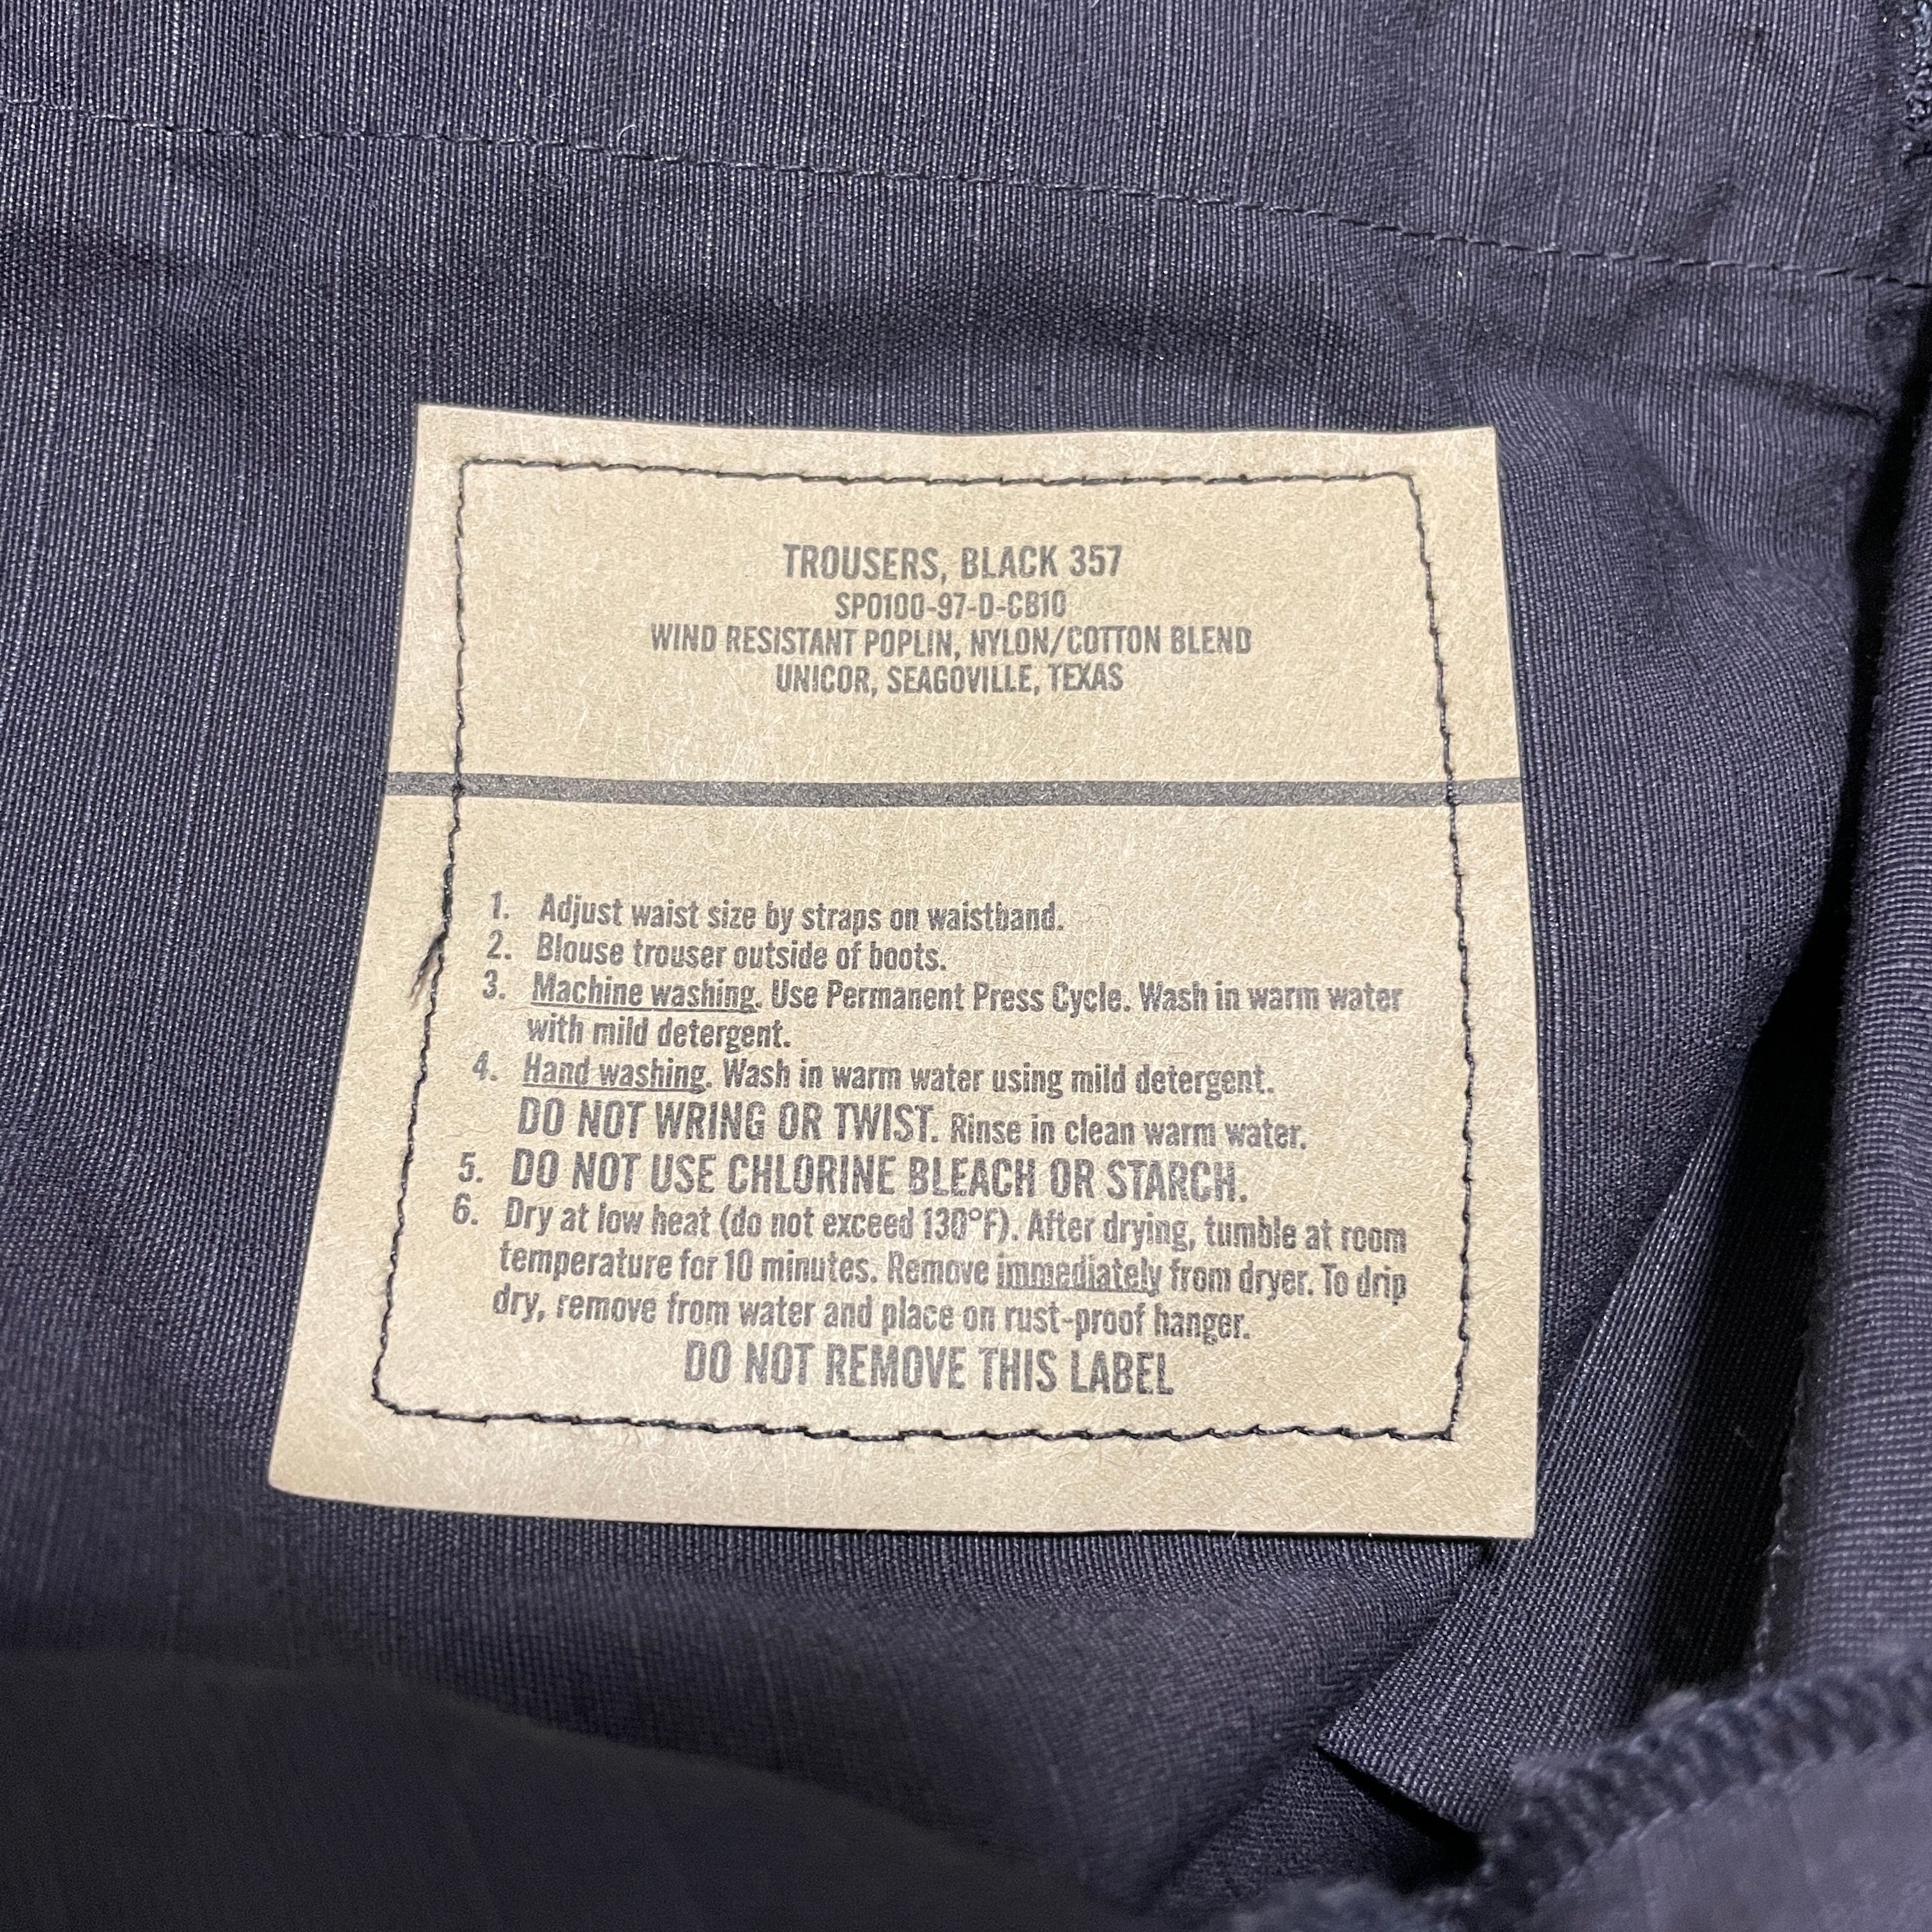 TROUSERS, BLACK 357
SPO100-97-D-CB10
WIND RESISTANT POPLIN, NYLON/COTTON BLEND
UNICOR, SEAGOVILLE, TEXAS
1. Adjust waist size by straps on waistband.
2. Blouse trouser outside of boots.
3. Machine washing. Use Permanent Press Cycle. Wash in warm water
with mild detergent.
4. Hand washing. Wash in warm water using mild detergent.
DO NOT WRING OR TWIST. Rinse in clean warm water.
5. DO NOT USE CHLORINE BLEACH OR STARCH.
6. Dry at low heat (do not exceed 130°F). After drying, tumble at room
temperature for 10 minutes. Remove immediately from dryer. To drip
dry, remove from water and place on rust-proof hanger.
DO NOT REMOVE THIS LABEL